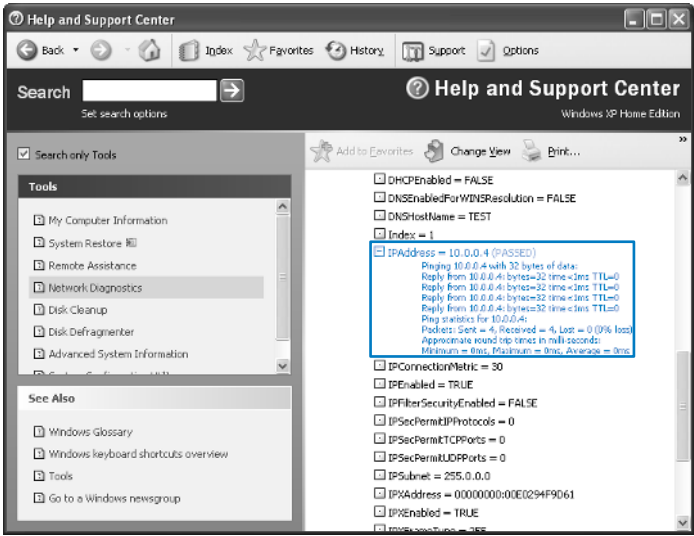 Help and Support Center
Back
Index
Favorites
History
Support
Options
Search
Set search options
Help and Support Center
Windows XP Home Edition
Search only Tools
Tools
My Computer Information
System Restore
Remote Assistance
Network Diagnostics
Disk Cleanup
Disk Defragmenter
Advanced System Information
See Also
Windows Glossary
Windows keyboard shortcuts overview
Tools
Go to a Windows newsgroup
Add to Favorites
Change View
Print...
DHCPEnabled = FALSE
DNSEnabledForWINSResolution = FALSE
DNSHostName = TEST
Index = 1
IPAddress = 10.0.0.4 (PASSED)
Pinging 10.0.0.4 with 32 bytes of data:
Reply from 10.0.0.4: bytes=32 time<1ms TTL=0
Reply from 10.0.0.4: bytes=32 time<1ms TTL=0
Reply from 10.0.0.4: bytes=32 time<1ms TTL=0
Reply from 10.0.0.4: bytes=32 time<1ms TTL=0
Ping statistics for 10.0.0.4:
Packets: Sent = 4, Received = 4, Lost = 0 (0% loss)
Approximate round trip times in milli-seconds:
Minimum = 0ms, Maximum = 0ms, Average = 0ms
IPConnectionMetric = 30
IPEnabled = TRUE
IPFilterSecurityEnabled = FALSE
IPSecPermitIPProtocols = 0
IPSecPermitTCPPorts = 0
IPSecPermitUDPPorts = 0
IPSubnet = 255.0.0.0
IPXAddress = 00000000:00E0294F9D61
IPXEnabled = TRUE